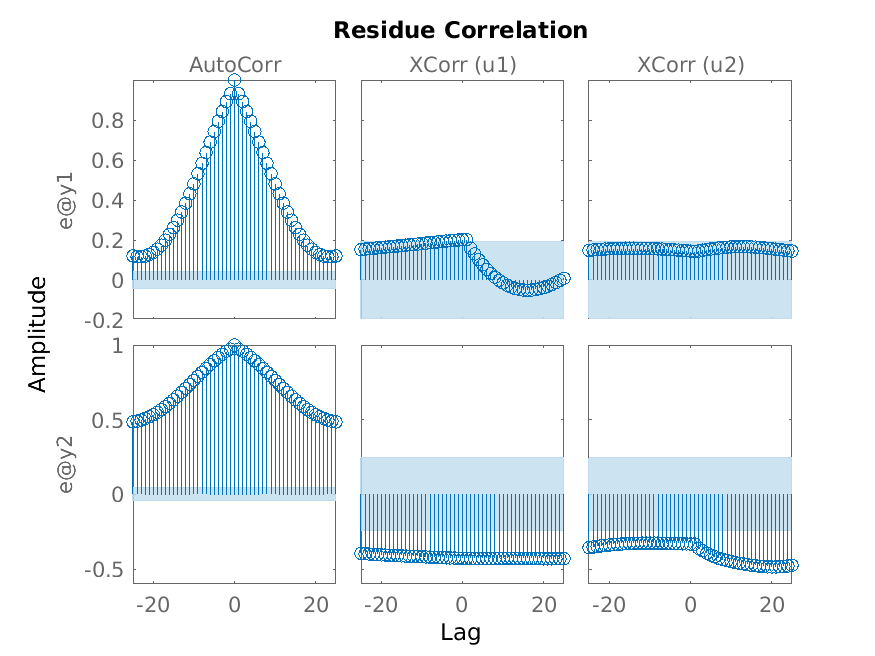 Residue Correlation
AutoCorr
XCorr (u1)
XCorr (u2)
Amplitude
e@y1
0.8
0.6
0.4
0.2
0
-0.2
e@y2
1
0.5
0
-0.5
-20 0 20
-20 0 20
-20 0 20
Lag